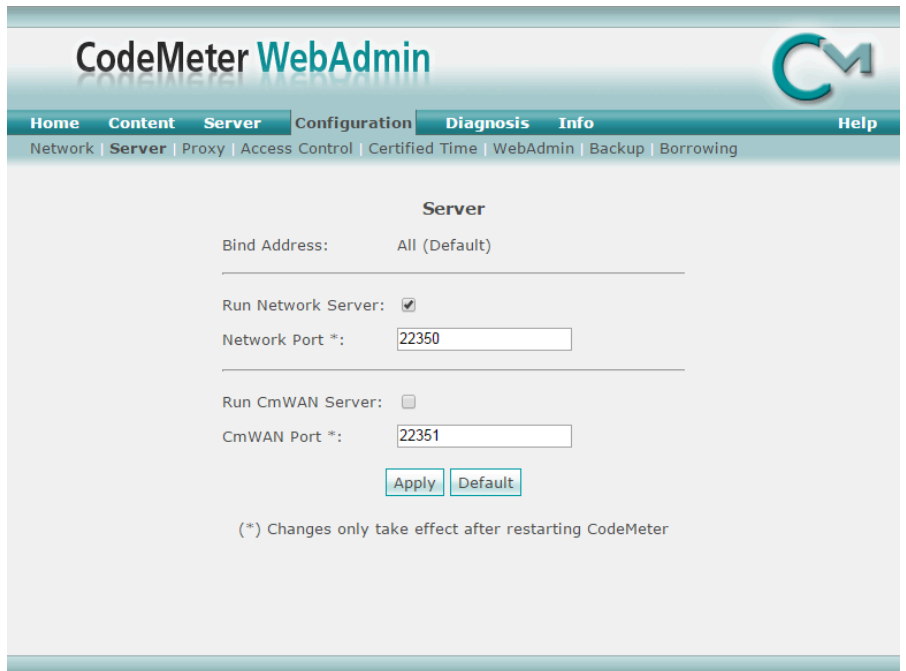 CodeMeter WebAdmin
CM
Home Content Server Configuration Diagnosis Info Help
Network | Server | Proxy | Access Control | Certified Time | WebAdmin | Backup | Borrowing
Server
Bind Address: All (Default)
Run Network Server:
Network Port *: 22350
Run CmWAN Server:
CmWAN Port *: 22351
Apply Default
(*) Changes only take effect after restarting CodeMeter